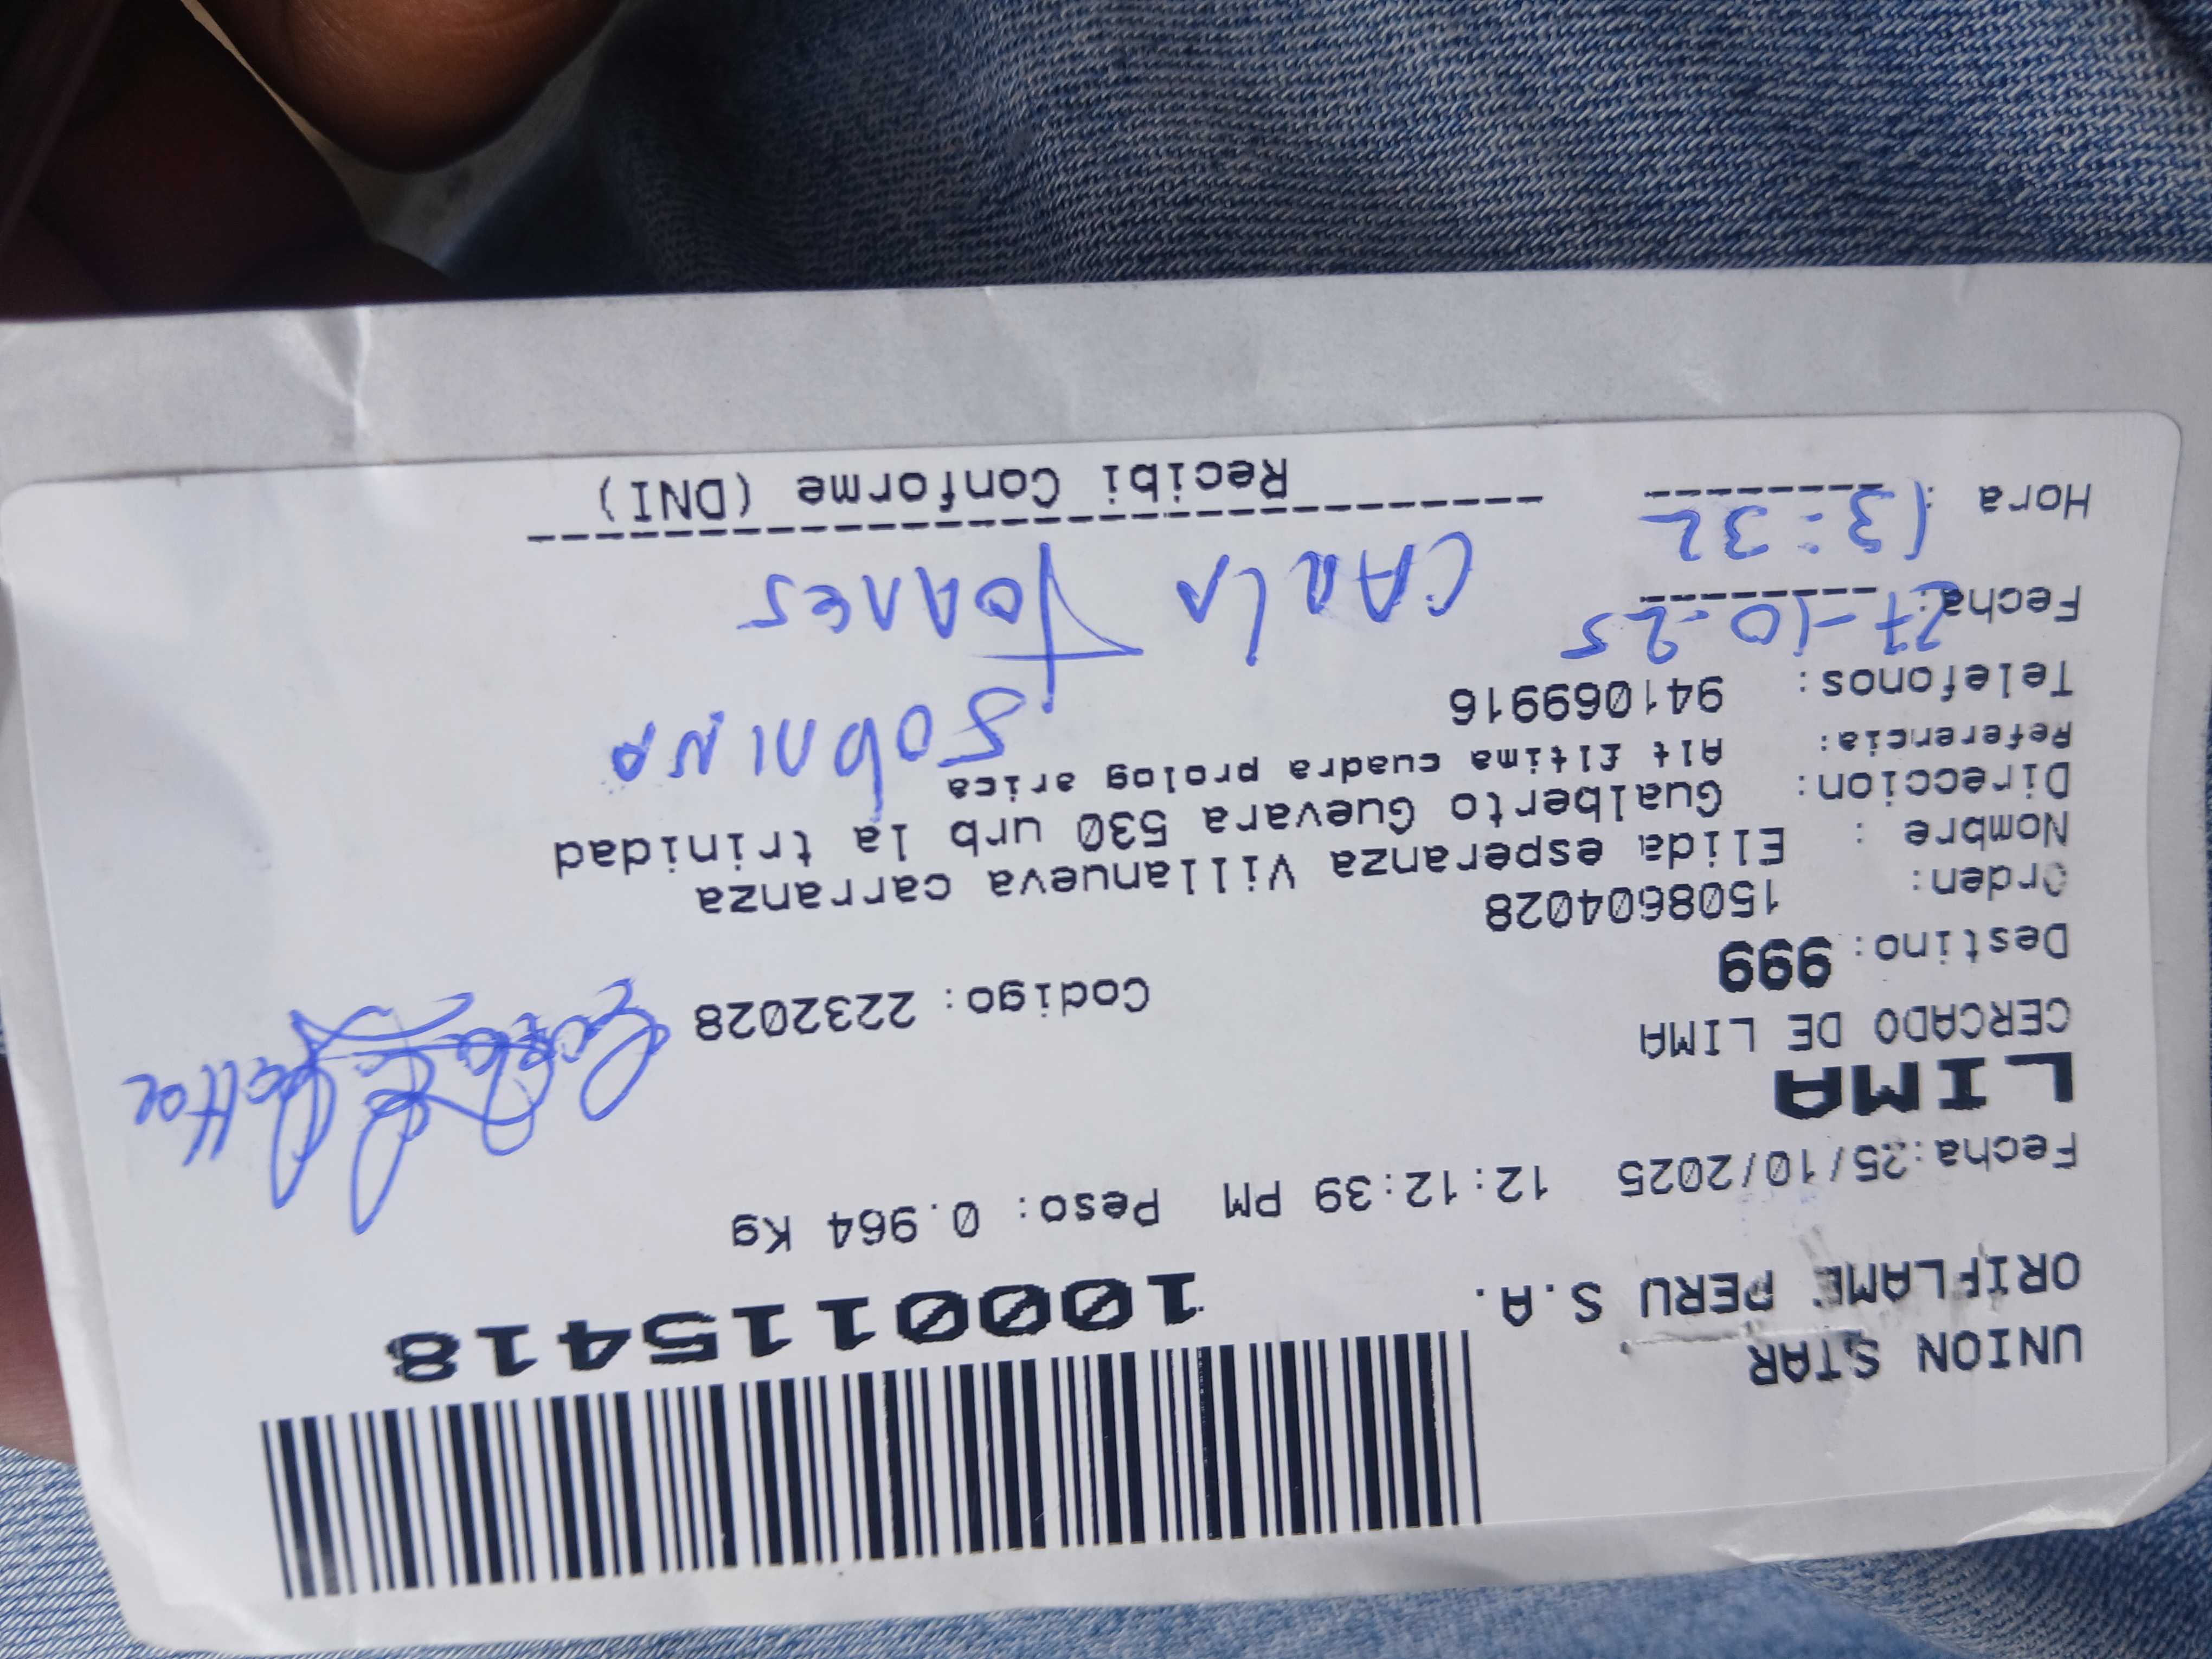 UNION STAR
ORIFLAME PERU S.A.
1000115418
Fecha:25/10/2025 12:12:39 PM Peso: 0.964 Kg
LIMA
CERCADO DE LIMA
Destino: 999 Codigo: 2232028
Orden: 1508604028
Nombre : Elida esperanza Villanueva carranza
Direccion: Gualberto Guevara 530 urb la trinidad
Referencia: Alt £ltima cuadra prolog arica
Telefonos: 941069916
SobRINA
Fecha: 27-10-25
CARLA TORRES
Hora : 13:32
Recibi Conforme (DNI)